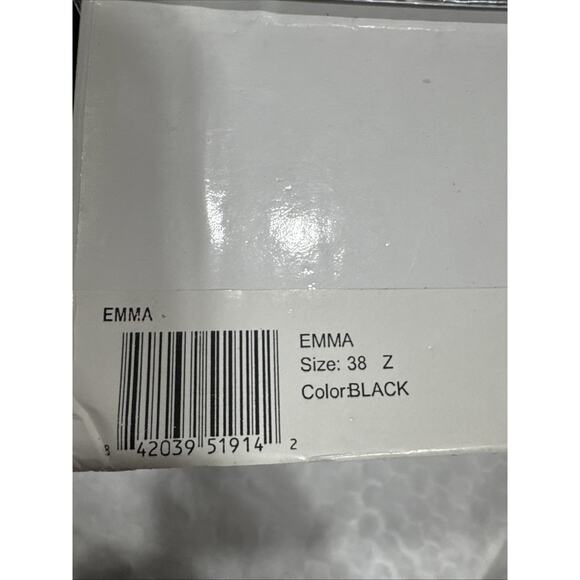 EMMA
EMMA
Size: 38 Z
Color:BLACK
8 42039 51914 2